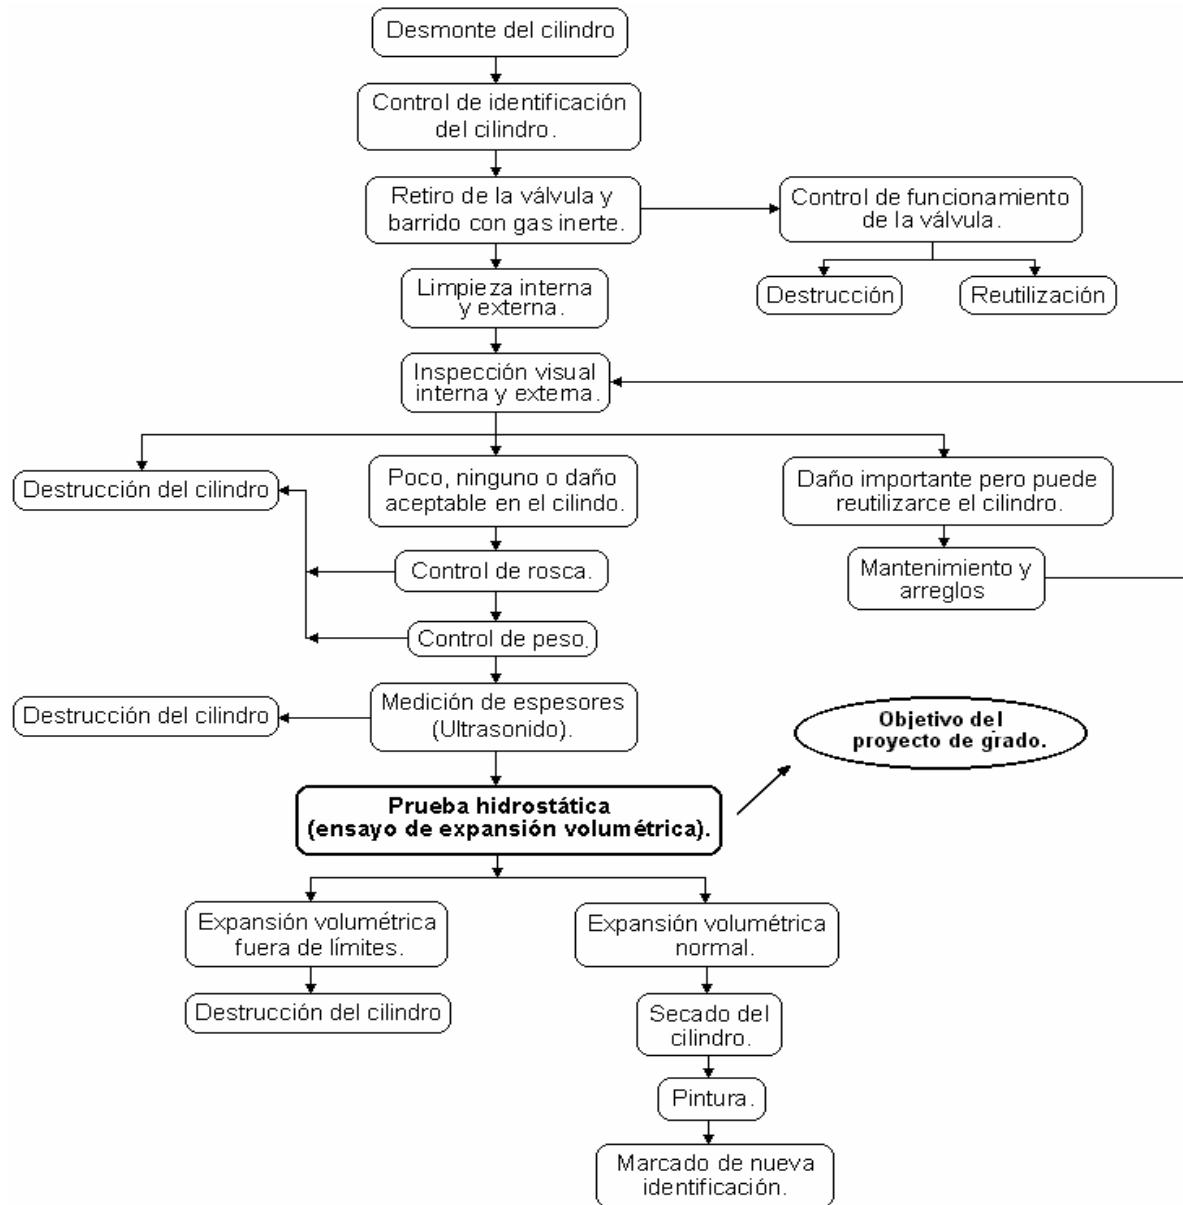 Desmonte del cilindro
Control de identificación
del cilindro.
Retiro de la válvula y
barrido con gas inerte.
Control de funcionamiento
de la válvula.
Limpieza interna
y externa.
Destrucción
Reutilización
Inspección visual
interna y externa.
Destrucción del cilindro
Poco, ninguno o daño
aceptable en el cilindo.
Daño importante pero puede
reutilizarce el cilindro.
Control de rosca.
Mantenimiento y
arreglos
Control de peso.
Destrucción del cilindro
Medición de espesores
(Ultrasonido).
Objetivo del
proyecto de grado.
Prueba hidrostática
(ensayo de expansión volumétrica).
Expansión volumétrica
fuera de límites.
Expansión volumétrica
normal.
Destrucción del cilindro
Secado del
cilindro.
Pintura.
Marcado de nueva
identificación.